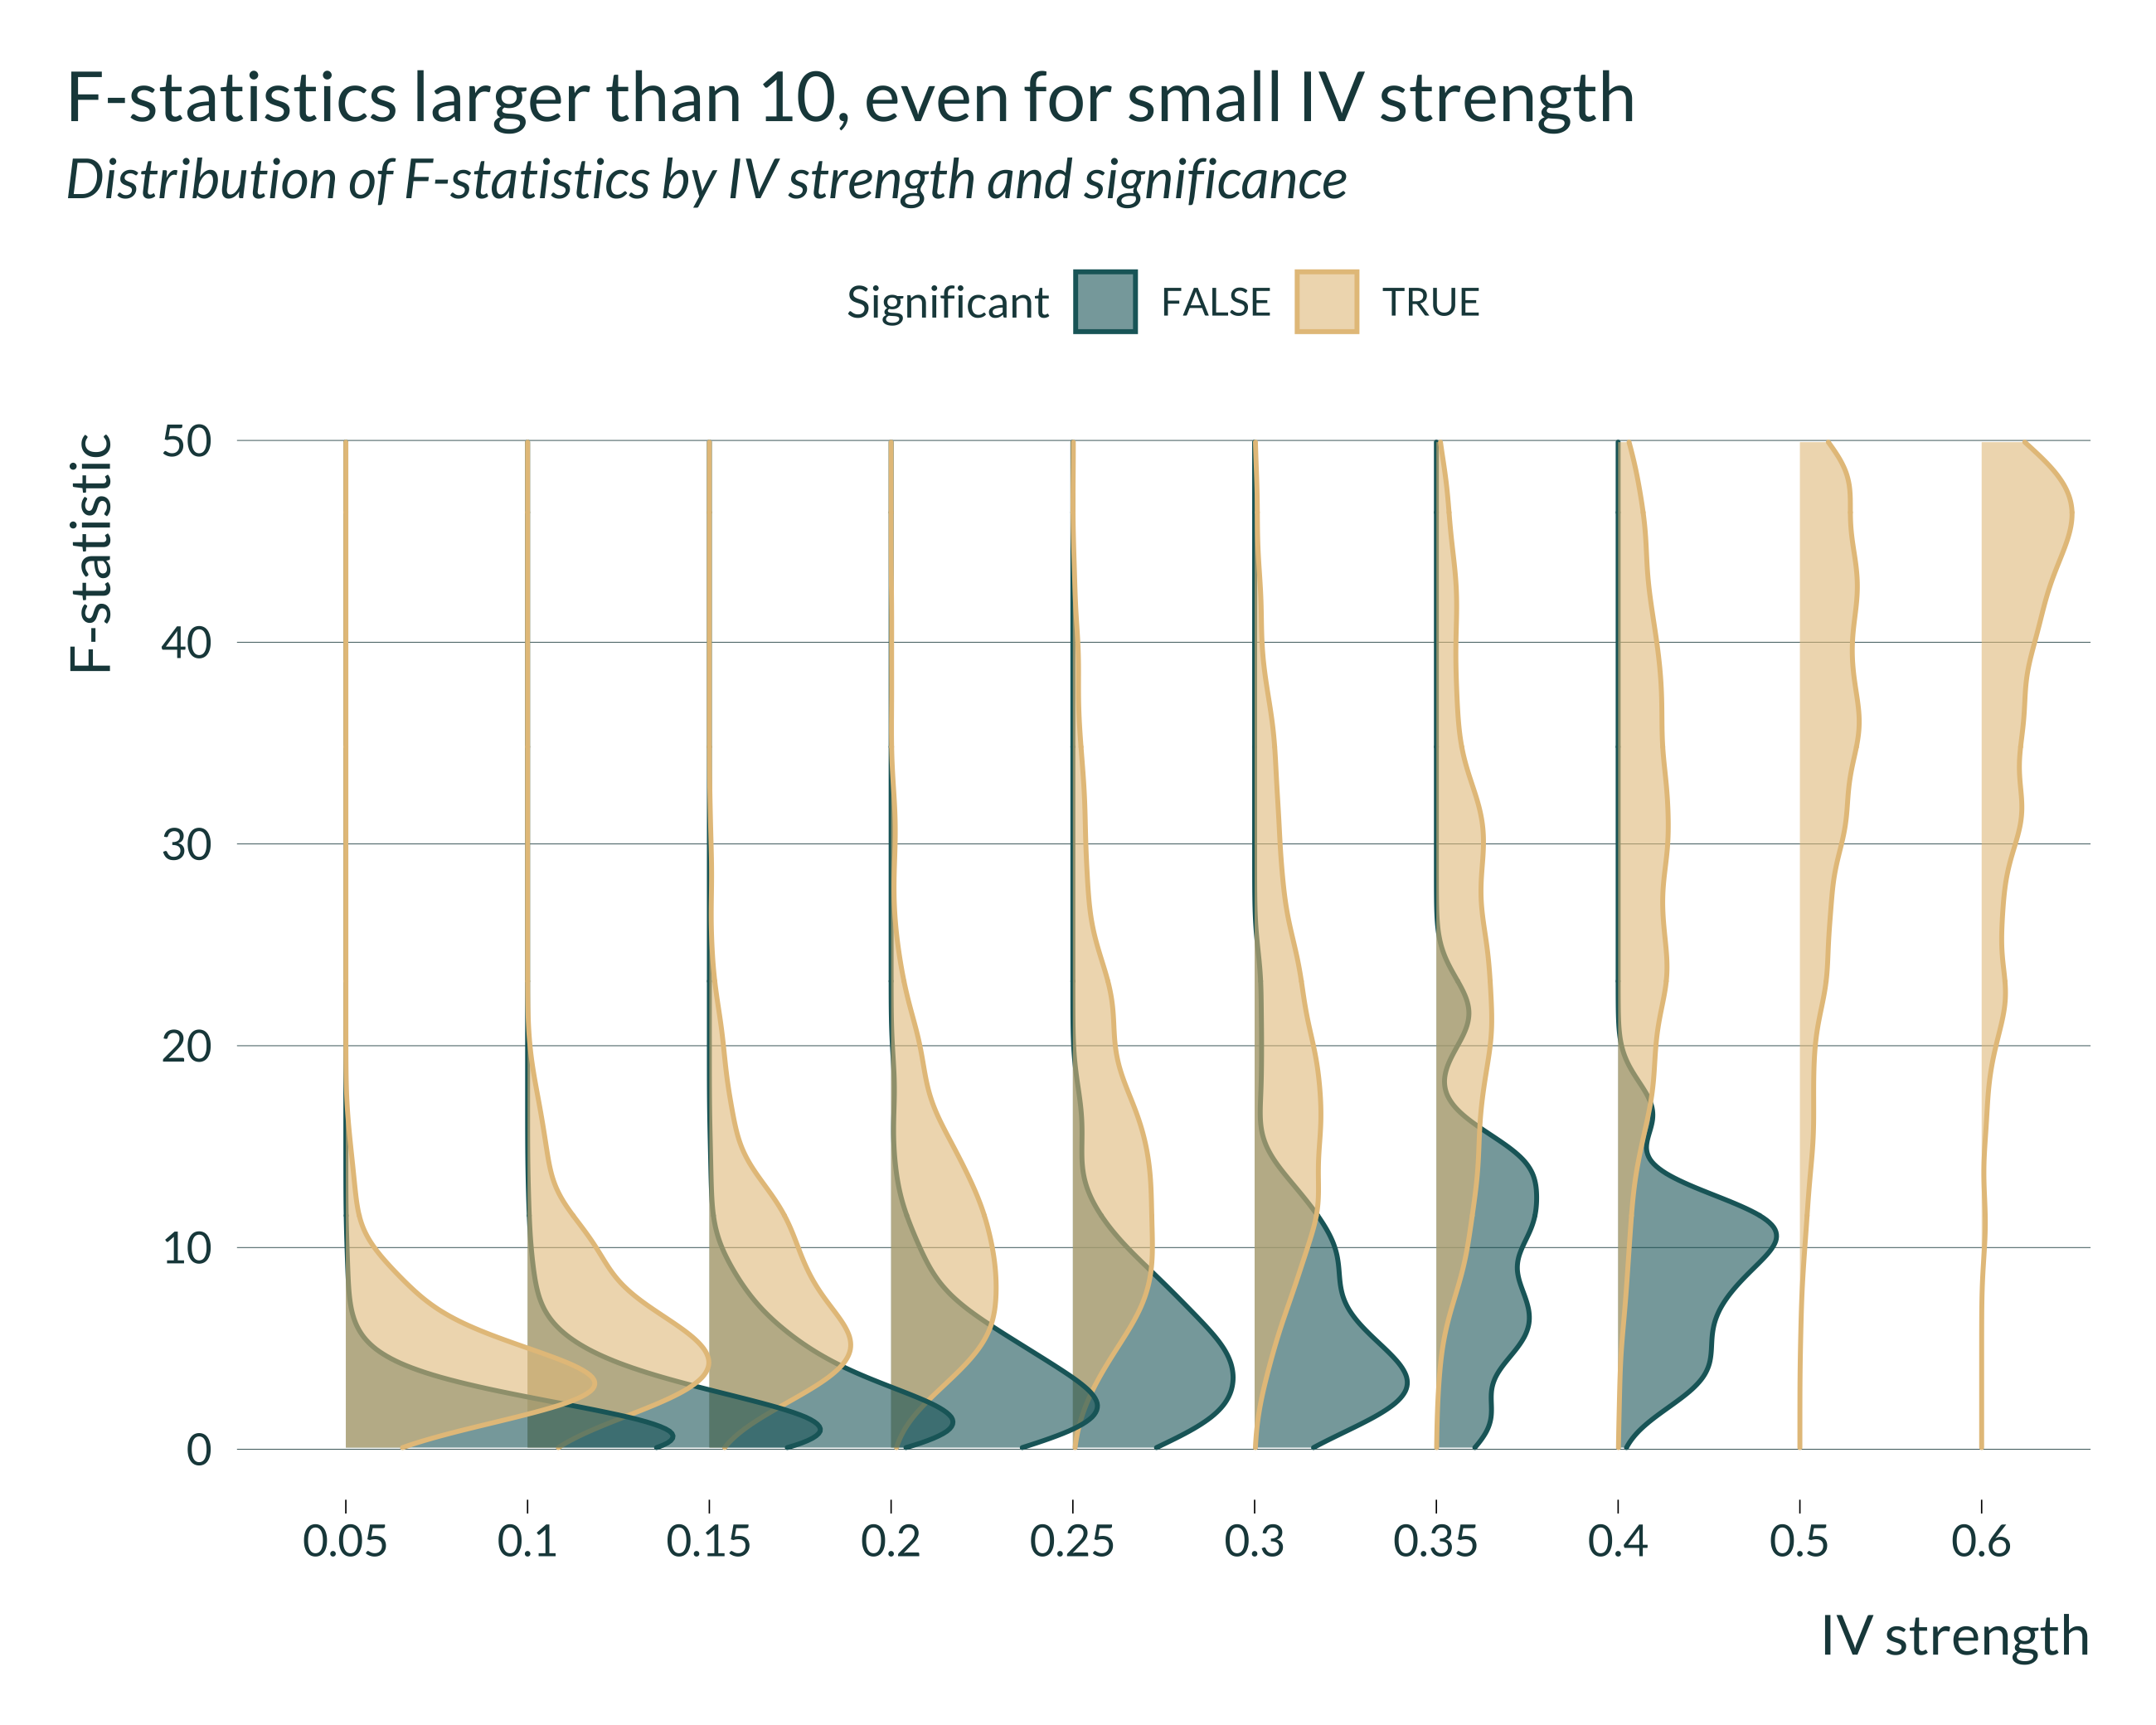 F-statistics larger than 10, even for small IV strength
Distribution of F-statistics by IV strength and significance
Significant FALSE TRUE
F-statistic
50
40
30
20
10
0
0.05 0.1 0.15 0.2 0.25 0.3 0.35 0.4 0.5 0.6
IV strength